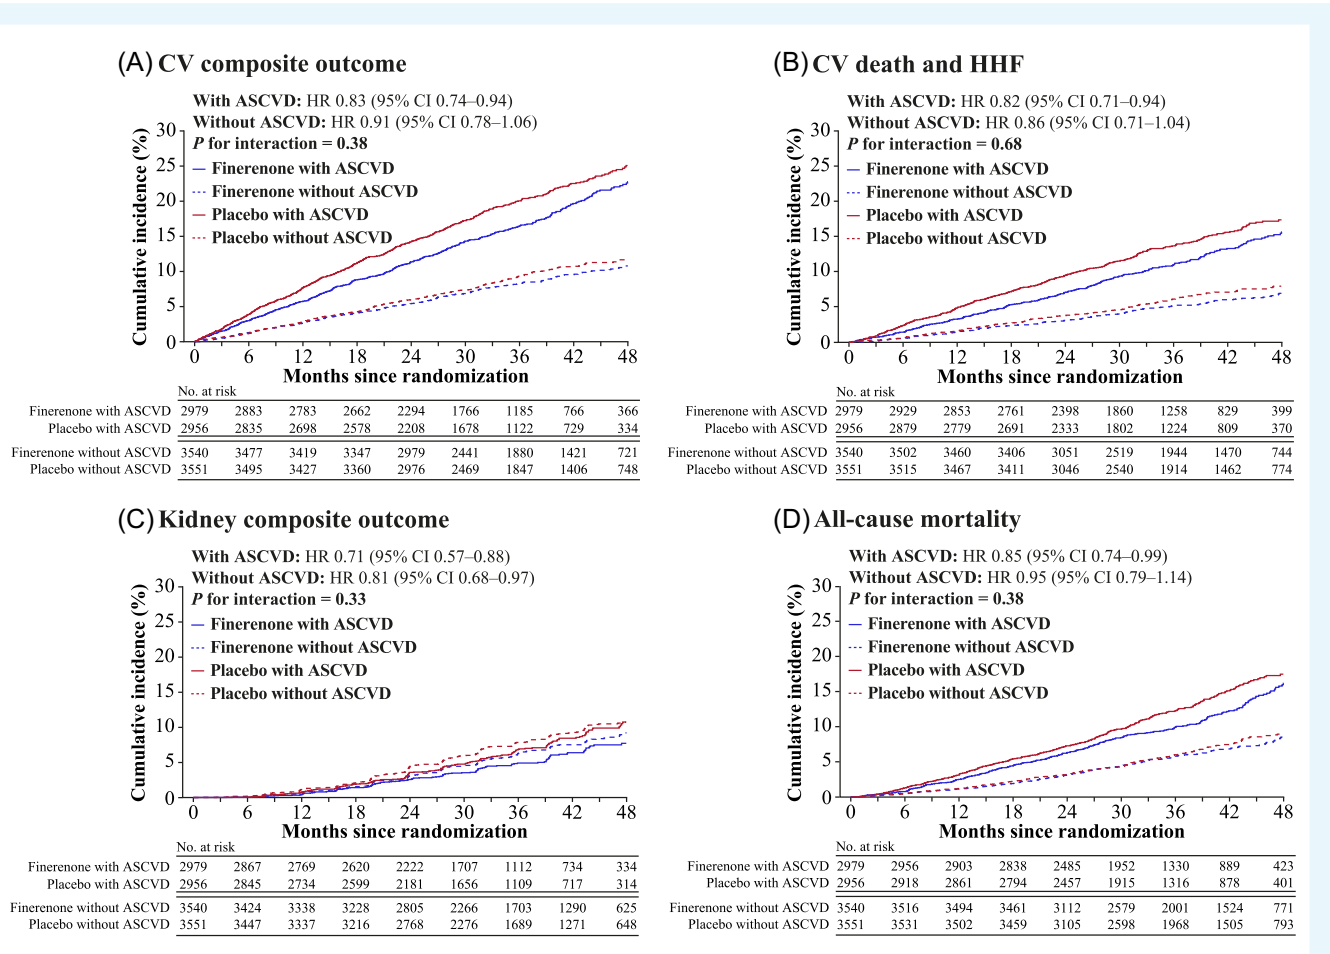 (A) CV composite outcome
With ASCVD: HR 0.83 (95% CI 0.74–0.94)
Without ASCVD: HR 0.91 (95% CI 0.78–1.06)
P for interaction = 0.38
Finerenone with ASCVD
Finerenone without ASCVD
Placebo with ASCVD
Placebo without ASCVD
Cumulative incidence (%)
30
25
20
15
10
5
0
0 6 12 18 24 30 36 42 48
Months since randomization
No. at risk
Finerenone with ASCVD 2979 2883 2783 2662 2294 1766 1185 766 366
Placebo with ASCVD 2956 2835 2698 2578 2208 1678 1122 729 334
Finerenone without ASCVD 3540 3477 3419 3347 2979 2441 1880 1421 721
Placebo without ASCVD 3551 3495 3427 3360 2976 2469 1847 1406 748
(B) CV death and HHF
With ASCVD: HR 0.82 (95% CI 0.71–0.94)
Without ASCVD: HR 0.86 (95% CI 0.71–1.04)
P for interaction = 0.68
Finerenone with ASCVD
Finerenone without ASCVD
Placebo with ASCVD
Placebo without ASCVD
Cumulative incidence (%)
30
25
20
15
10
5
0
0 6 12 18 24 30 36 42 48
Months since randomization
No. at risk
Finerenone with ASCVD 2979 2929 2853 2761 2398 1860 1258 829 399
Placebo with ASCVD 2956 2879 2779 2691 2333 1802 1224 809 370
Finerenone without ASCVD 3540 3502 3460 3406 3051 2519 1944 1470 744
Placebo without ASCVD 3551 3515 3467 3411 3046 2540 1914 1462 774
(C) Kidney composite outcome
With ASCVD: HR 0.71 (95% CI 0.57–0.88)
Without ASCVD: HR 0.81 (95% CI 0.68–0.97)
P for interaction = 0.33
Finerenone with ASCVD
Finerenone without ASCVD
Placebo with ASCVD
Placebo without ASCVD
Cumulative incidence (%)
30
25
20
15
10
5
0
0 6 12 18 24 30 36 42 48
Months since randomization
No. at risk
Finerenone with ASCVD 2979 2867 2769 2620 2222 1707 1112 734 334
Placebo with ASCVD 2956 2845 2734 2599 2181 1656 1109 717 314
Finerenone without ASCVD 3540 3424 3338 3228 2805 2266 1703 1290 625
Placebo without ASCVD 3551 3447 3337 3216 2768 2276 1689 1271 648
(D) All-cause mortality
With ASCVD: HR 0.85 (95% CI 0.74–0.99)
Without ASCVD: HR 0.95 (95% CI 0.79–1.14)
P for interaction = 0.38
Finerenone with ASCVD
Finerenone without ASCVD
Placebo with ASCVD
Placebo without ASCVD
Cumulative incidence (%)
30
25
20
15
10
5
0
0 6 12 18 24 30 36 42 48
Months since randomization
No. at risk
Finerenone with ASCVD 2979 2956 2903 2838 2485 1952 1330 889 423
Placebo with ASCVD 2956 2918 2861 2794 2457 1915 1316 878 401
Finerenone without ASCVD 3540 3516 3494 3461 3112 2579 2001 1524 771
Placebo without ASCVD 3551 3531 3502 3459 3105 2598 1968 1505 793